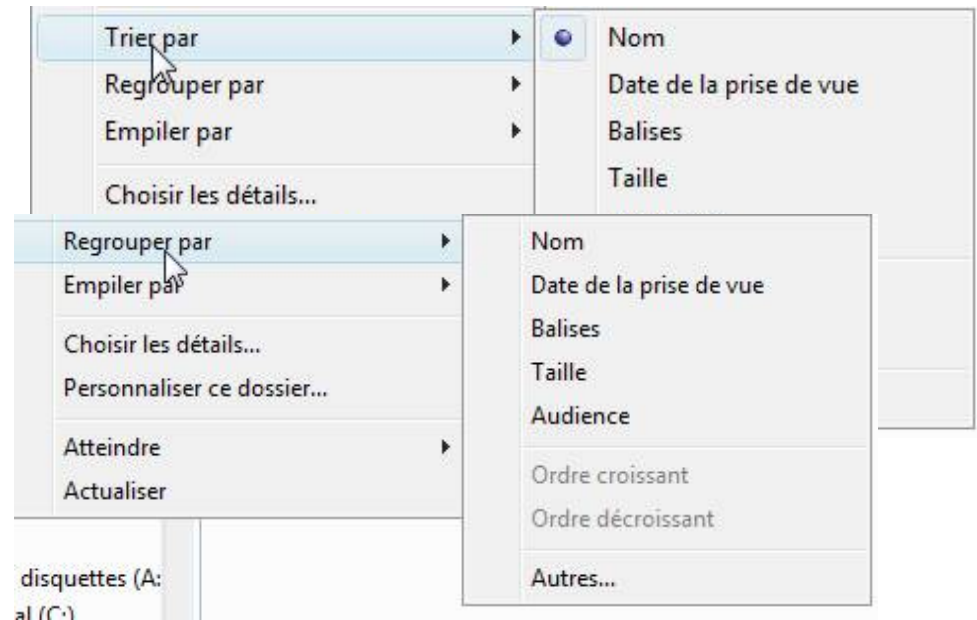 Trier par
Regrouper par
Empiler par
Choisir les détails...
Nom
Date de la prise de vue
Balises
Taille
Regrouper par
Empiler par
Choisir les détails...
Personnaliser ce dossier...
Atteindre
Actualiser
Nom
Date de la prise de vue
Balises
Taille
Audience
Ordre croissant
Ordre décroissant
Autres...
disquettes (A:
al (C:)